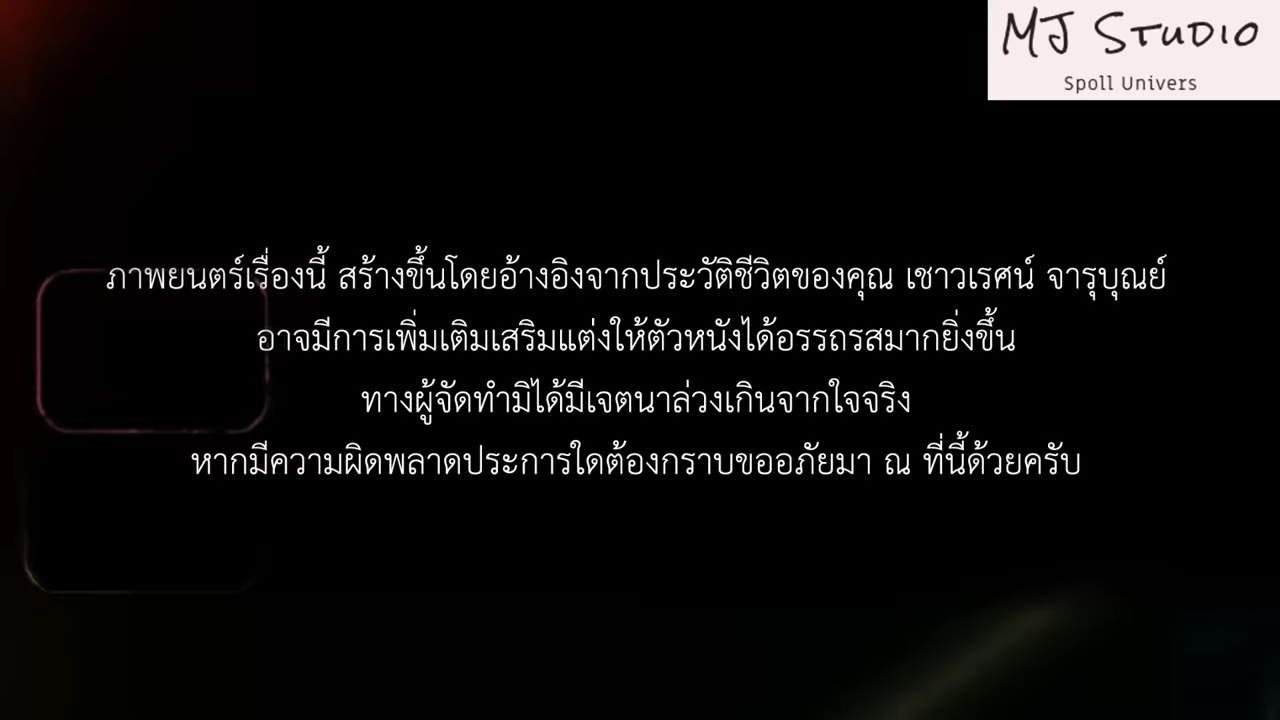 MJ STUDIO
Spoll Univers
ภาพยนตร์เรื่องนี้ สร้างขึ้นโดยอ้างอิงจากประวัติชีวิตของคุณ เชาวเรศน์ จารุบุณย์
อาจมีการเพิ่มเติมเสริมแต่งให้ตัวหนังได้อรรถรสมากยิ่งขึ้น
ทางผู้จัดทำมิได้มีเจตนาล่วงเกินจากใจจริง
หากมีความผิดพลาดประการใดต้องกราบขออภัยมา ณ ที่นี้ด้วยครับ